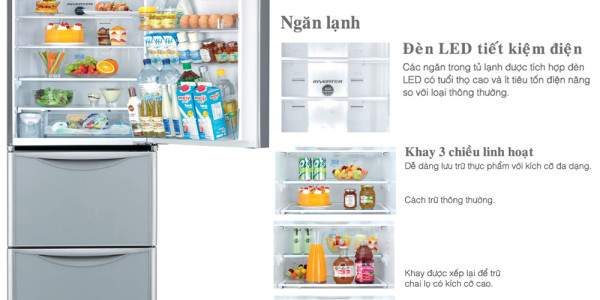 INVERTER
Ngăn lạnh
INVERTER
Đèn LED tiết kiệm điện
Các ngăn trong tủ lạnh được tích hợp đèn
LED có tuổi thọ cao và ít tiêu tốn điện năng
so với loại thông thường.
Khay 3 chiều linh hoạt
Dễ dàng lưu trữ thực phẩm với kích cỡ đa dạng.
Cách trữ thông thường.
Khay được xếp lại để trữ
chai lọ có kích cỡ cao.